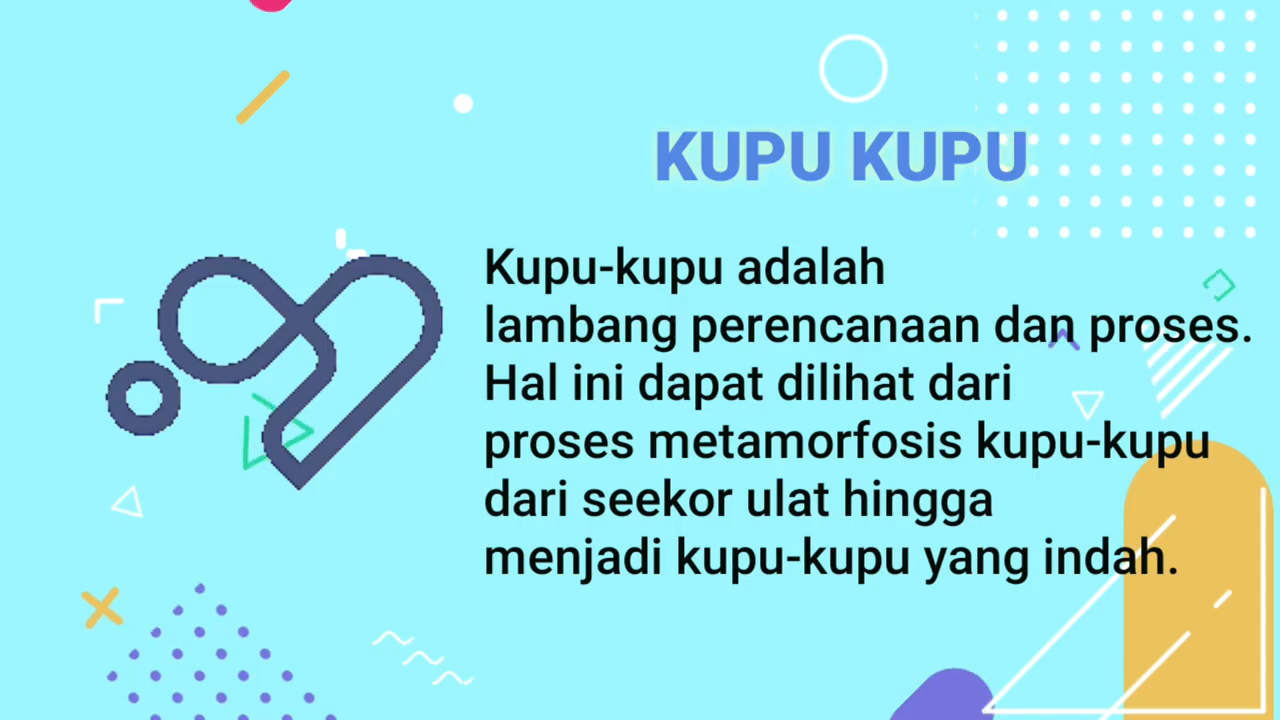 KUPU KUPU
Kupu-kupu adalah
lambang perencanaan dan proses.
Hal ini dapat dilihat dari
proses metamorfosis kupu-kupu
dari seekor ulat hingga
menjadi kupu-kupu yang indah.